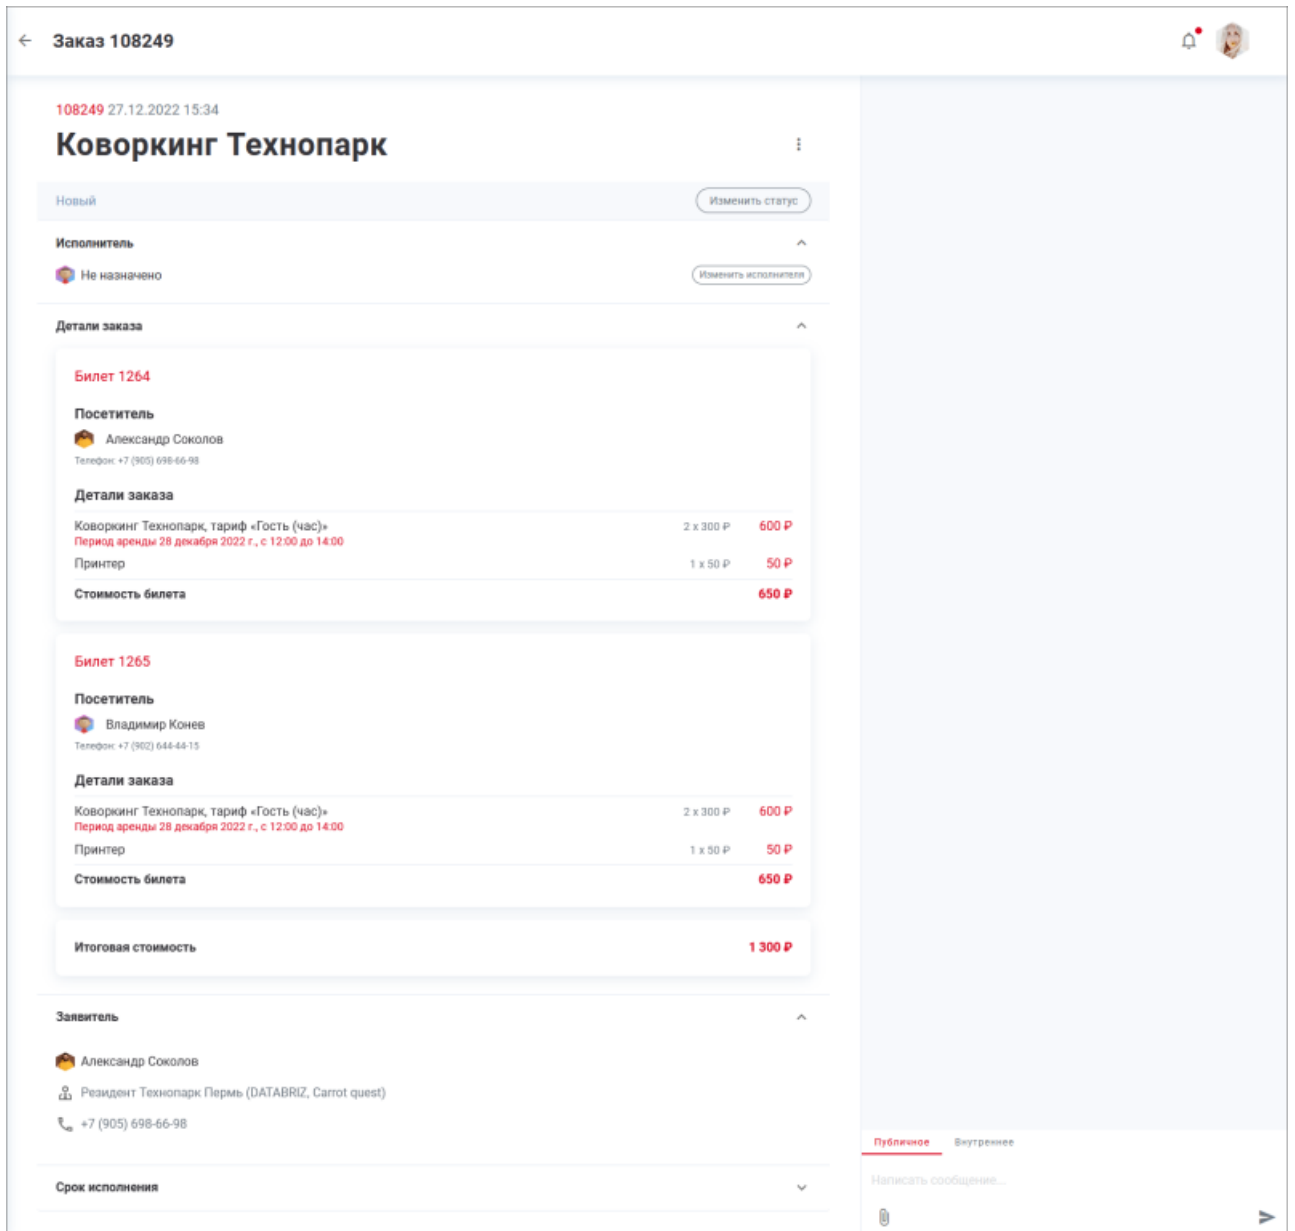 Заказ 108249
108249 27.12.2022 15:34
Коворкинг Технопарк
Новый
Изменить статус
Исполнитель
Не назначено
Изменить исполнителя
Детали заказа
Билет 1264
Посетитель
Александр Соколов
Телефон: +7 (905) 698-66-98
Детали заказа
Коворкинг Технопарк, тариф «Гость (час)» 2 x 300 ₽ 600 ₽
Период аренды 28 декабря 2022 г., с 12:00 до 14:00
Принтер 1 x 50 ₽ 50 ₽
Стоимость билета 650 ₽
Билет 1265
Посетитель
Владимир Конев
Телефон: +7 (902) 644-44-15
Детали заказа
Коворкинг Технопарк, тариф «Гость (час)» 2 x 300 ₽ 600 ₽
Период аренды 28 декабря 2022 г., с 12:00 до 14:00
Принтер 1 x 50 ₽ 50 ₽
Стоимость билета 650 ₽
Итоговая стоимость 1 300 ₽
Заявитель
Александр Соколов
Резидент Технопарк Пермь (DATABRIZ, Carrot quest)
+7 (905) 698-66-98
Срок исполнения
Публичное Внутреннее
Написать сообщение...